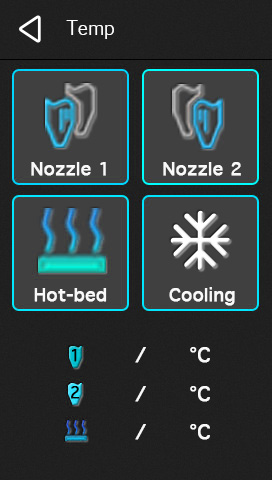 Temp
Nozzle 1 Nozzle 2
Hot-bed Cooling
1 / °C
2 / °C
/ °C